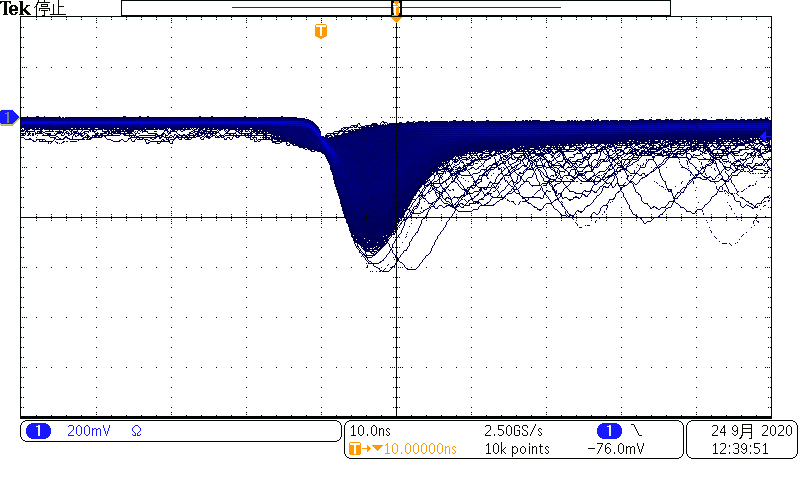 Tek 停止
T
T
1
1 200mV Ω
10.0ns 2.50GS/s 1
T→▼10.00000ns 10k points -76.0mV
24 9月 2020
12:39:51